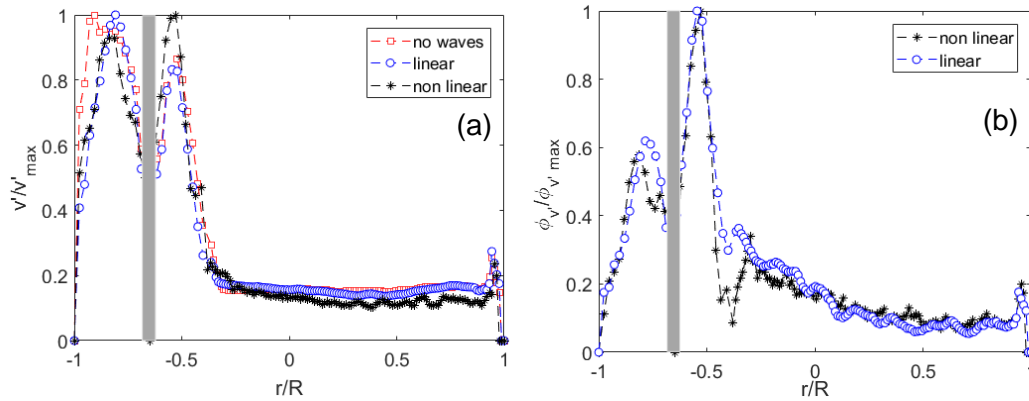 1
0.8
0.6
0.4
0.2
0
v'/v'max
no waves
linear
non linear
(a)
-1
-0.5
0
0.5
1
r/R
1
0.8
0.6
0.4
0.2
0
ϕv'/ϕv' max
non linear
linear
(b)
-1
-0.5
0
0.5
1
r/R